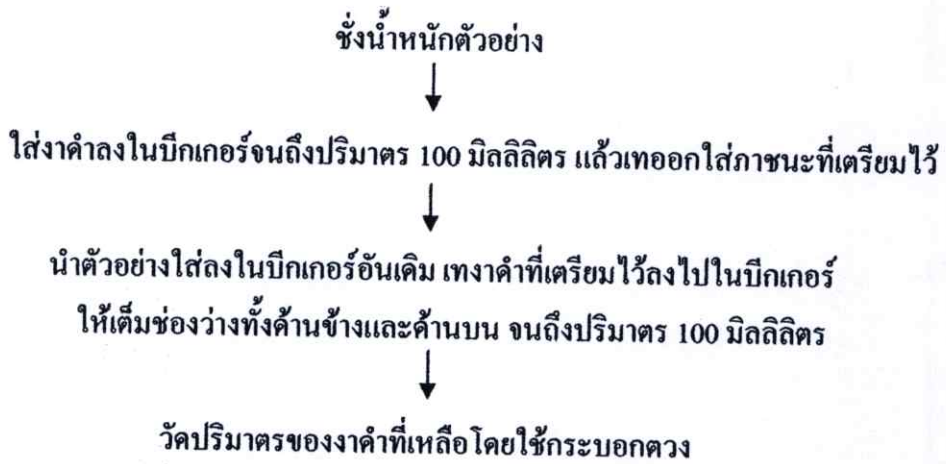 ชั่งน้ำหนักตัวอย่าง
ใส่งาดำลงในบีกเกอร์จนถึงปริมาตร 100 มิลลิลิตร แล้วเทออกใส่ภาชนะที่เตรียมไว้
นำตัวอย่างใส่ลงในบีกเกอร์อันเดิม เทงาดำที่เตรียมไว้ลงไปในบีกเกอร์
ให้เต็มช่องว่างทั้งด้านข้างและด้านบน จนถึงปริมาตร 100 มิลลิลิตร
วัดปริมาตรของงาดำที่เหลือโดยใช้กระบอกตวง